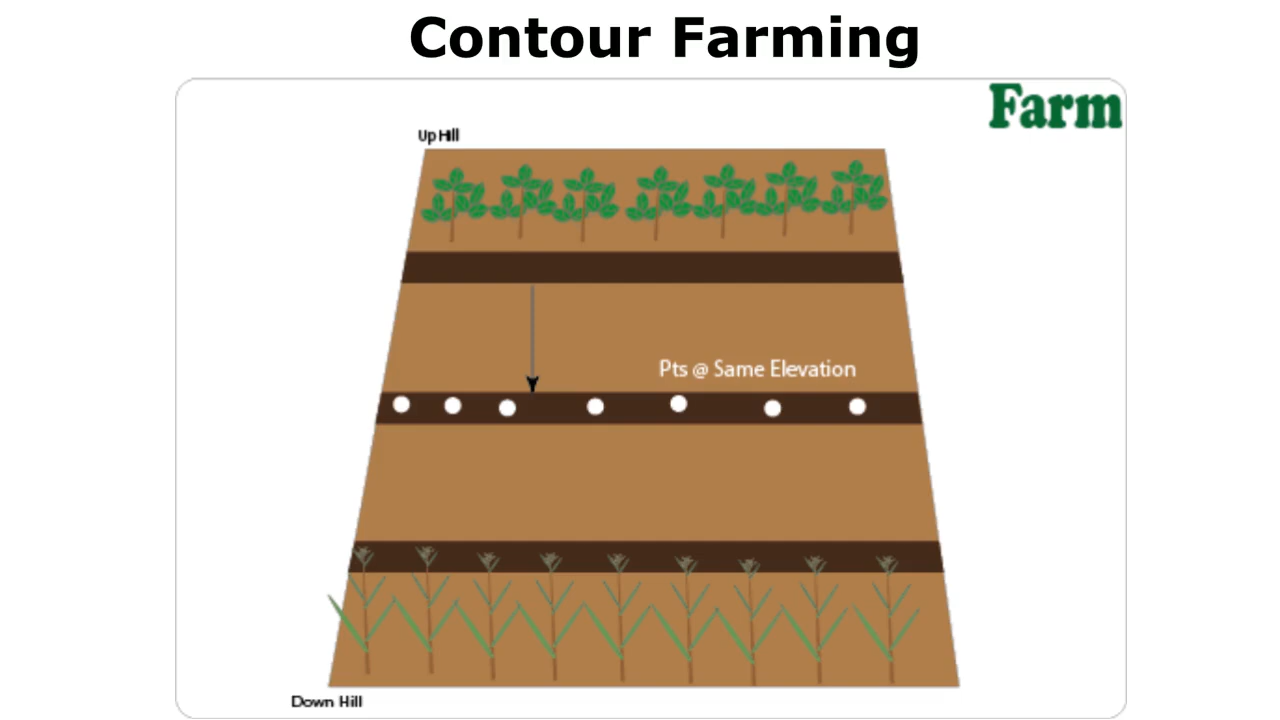 Contour Farming
Farm
Up Hill
Pts @ Same Elevation
Down Hill